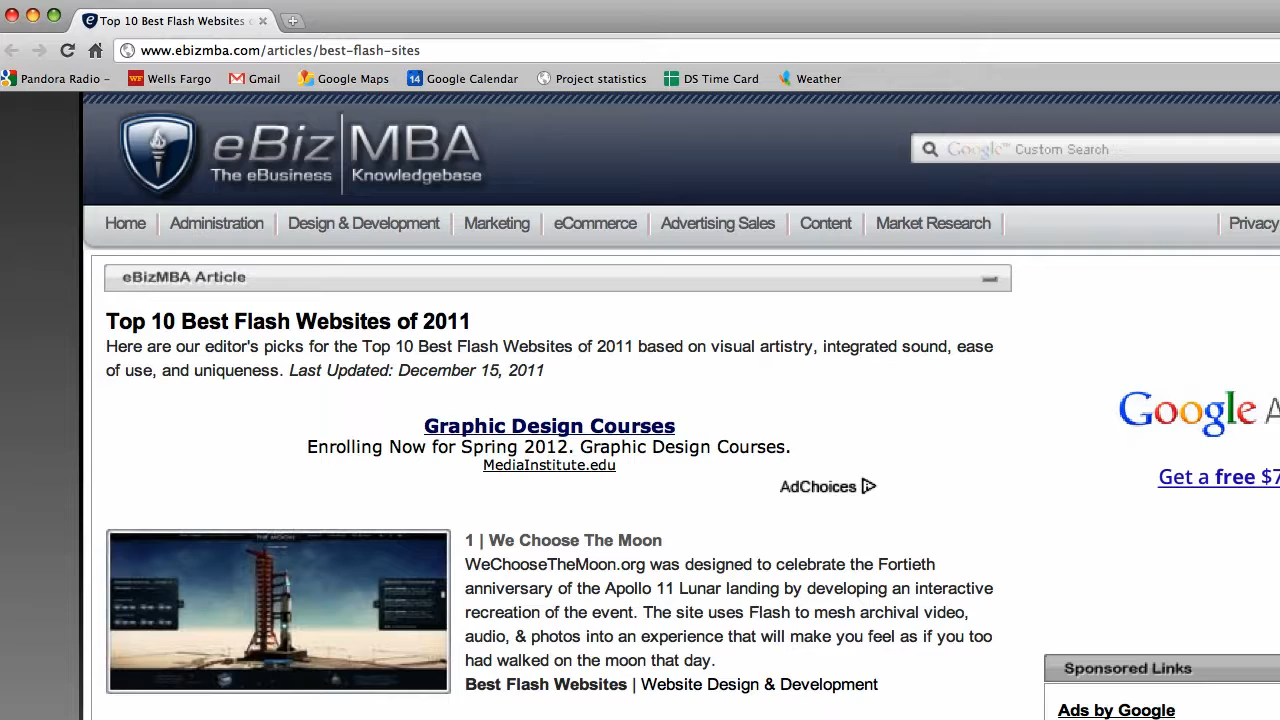 Top 10 Best Flash Websites
www.ebizmba.com/articles/best-flash-sites
Pandora Radio – Wells Fargo Gmail Google Maps 14 Google Calendar Project statistics DS Time Card Weather
eBiz MBA
The eBusiness Knowledgebase
Google™ Custom Search
Home Administration Design & Development Marketing eCommerce Advertising Sales Content Market Research Privacy
eBizMBA Article
Top 10 Best Flash Websites of 2011
Here are our editor's picks for the Top 10 Best Flash Websites of 2011 based on visual artistry, integrated sound, ease
of use, and uniqueness. Last Updated: December 15, 2011
Graphic Design Courses
Enrolling Now for Spring 2012. Graphic Design Courses.
MediaInstitute.edu
AdChoices
Google A
Get a free $7
1 | We Choose The Moon
WeChooseTheMoon.org was designed to celebrate the Fortieth
anniversary of the Apollo 11 Lunar landing by developing an interactive
recreation of the event. The site uses Flash to mesh archival video,
audio, & photos into an experience that will make you feel as if you too
had walked on the moon that day.
Best Flash Websites | Website Design & Development
Sponsored Links
Ads by Google